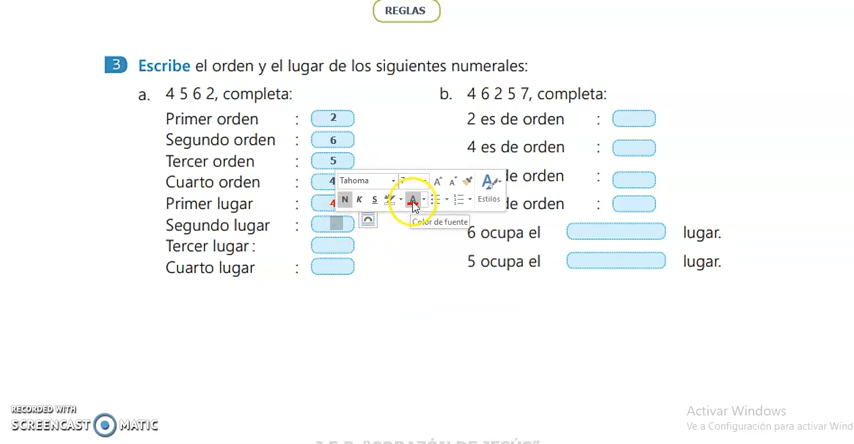 REGLAS
3 Escribe el orden y el lugar de los siguientes numerales:
a. 4 5 6 2, completa:
Primer orden : 2
Segundo orden : 6
Tercer orden : 5
Cuarto orden : 4
Primer lugar : 4
Segundo lugar :
Tercer lugar :
Cuarto lugar :
b. 4 6 2 5 7, completa:
2 es de orden :
4 es de orden :
de orden :
de orden :
6 ocupa el lugar.
5 ocupa el lugar.
Tahoma 7 A A
N K S A Estilos
Color de fuente
RECORDED WITH
SCREENCAST MATIC
Activar Windows
Ve a Configuración para activar Wind
I.E.P. "CORAZÓN DE JESÚS"